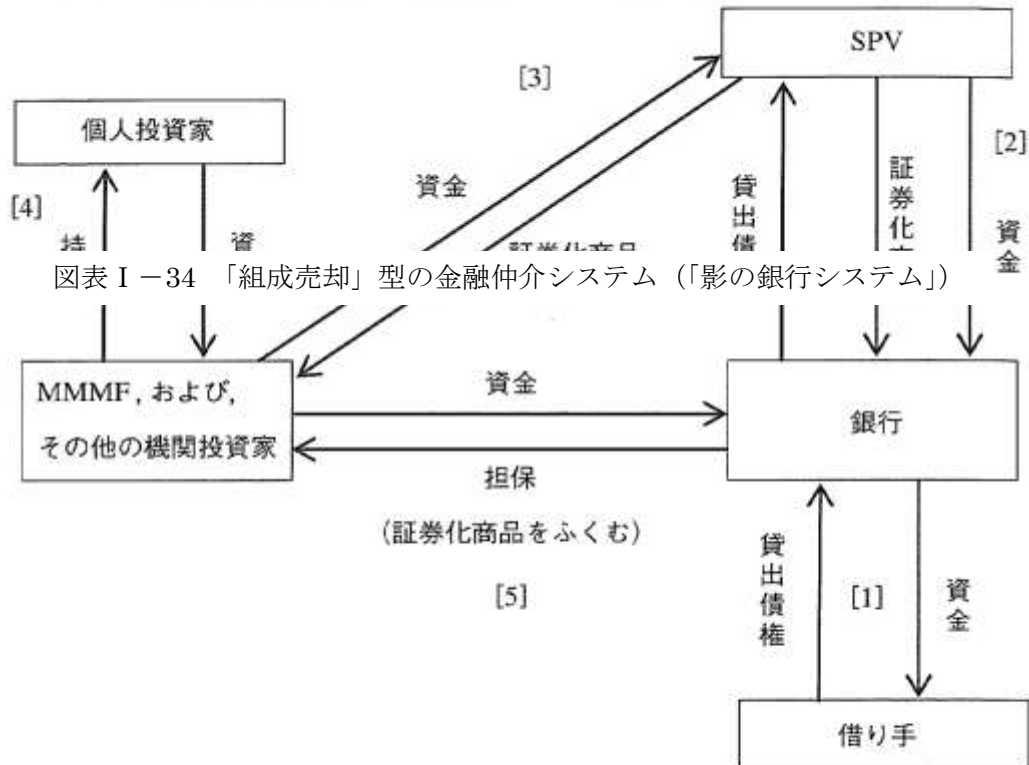 SPV
[3]
個人投資家
[2]
[4]
資金
貸出債
証券化
資金
持
資
図表Ⅰ－34 「組成売却」型の金融仲介システム（「影の銀行システム」）
MMMF, および,
その他の機関投資家
資金
銀行
担保
(証券化商品をふくむ)
[5]
貸出債権
[1]
資金
借り手